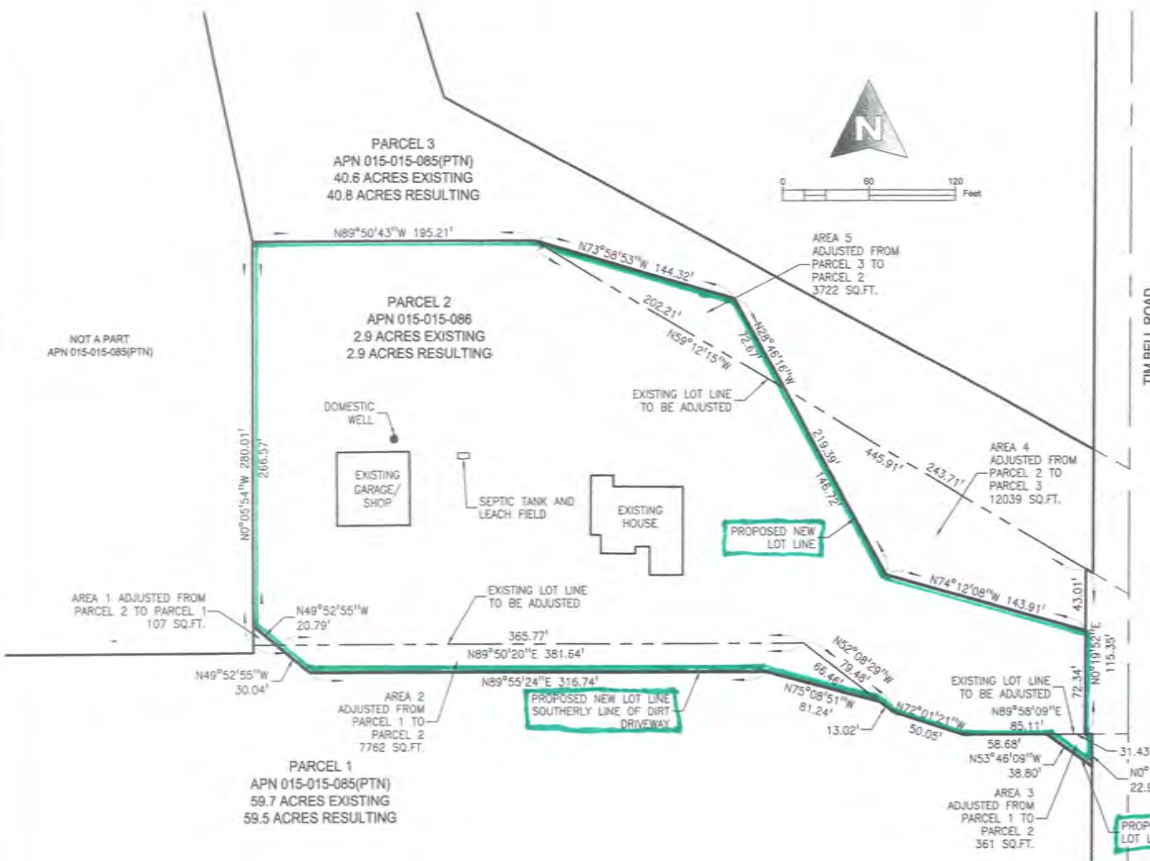 PARCEL 3
APN 015-015-085(PTN)
40.6 ACRES EXISTING
40.8 ACRES RESULTING
N
0 60 120
Feet
N89°50'43"W 195.21'
N73°58'53"W 144.32'
AREA 5
ADJUSTED FROM
PARCEL 3 TO
PARCEL 2
3722 SQ.FT.
TIM BELL ROAD
PARCEL 2
APN 015-015-086
2.9 ACRES EXISTING
2.9 ACRES RESULTING
NOT A PART
APN 015-015-085(PTN)
202.21'
N59°12'15"W
N28°46'16"W
72.67'
EXISTING LOT LINE
TO BE ADJUSTED
DOMESTIC
WELL
N0°05'54"W 280.01'
266.57'
EXISTING
GARAGE/
SHOP
SEPTIC TANK AND
LEACH FIELD
EXISTING
HOUSE
219.39'
146.72'
445.91'
243.71'
AREA 4
ADJUSTED FROM
PARCEL 2 TO
PARCEL 3
12039 SQ.FT.
PROPOSED NEW
LOT LINE
N74°12'08"W 143.91'
43.01'
N0°19'52"E
115.35'
72.34'
AREA 1 ADJUSTED FROM
PARCEL 2 TO PARCEL 1
107 SQ.FT.
N49°52'55"W
20.79'
EXISTING LOT LINE
TO BE ADJUSTED
365.77'
N89°50'20"E 381.64'
N52°08'29"W
79.48'
66.46'
N49°52'55"W
30.04'
N89°55'24"E 316.74'
N75°08'51"W
81.24'
13.02'
N72°01'21"W
50.05'
EXISTING LOT LINE
TO BE ADJUSTED
N89°58'09"E
85.11'
58.68'
31.43
N53°46'09"W
38.80'
N0°
22.9
AREA 2
ADJUSTED FROM
PARCEL 1 TO
PARCEL 2
7762 SQ.FT.
PROPOSED NEW LOT LINE
SOUTHERLY LINE OF DIRT
DRIVEWAY
PARCEL 1
APN 015-015-085(PTN)
59.7 ACRES EXISTING
59.5 ACRES RESULTING
AREA 3
ADJUSTED FROM
PARCEL 1 TO
PARCEL 2
361 SQ.FT.
PROP
LOT L